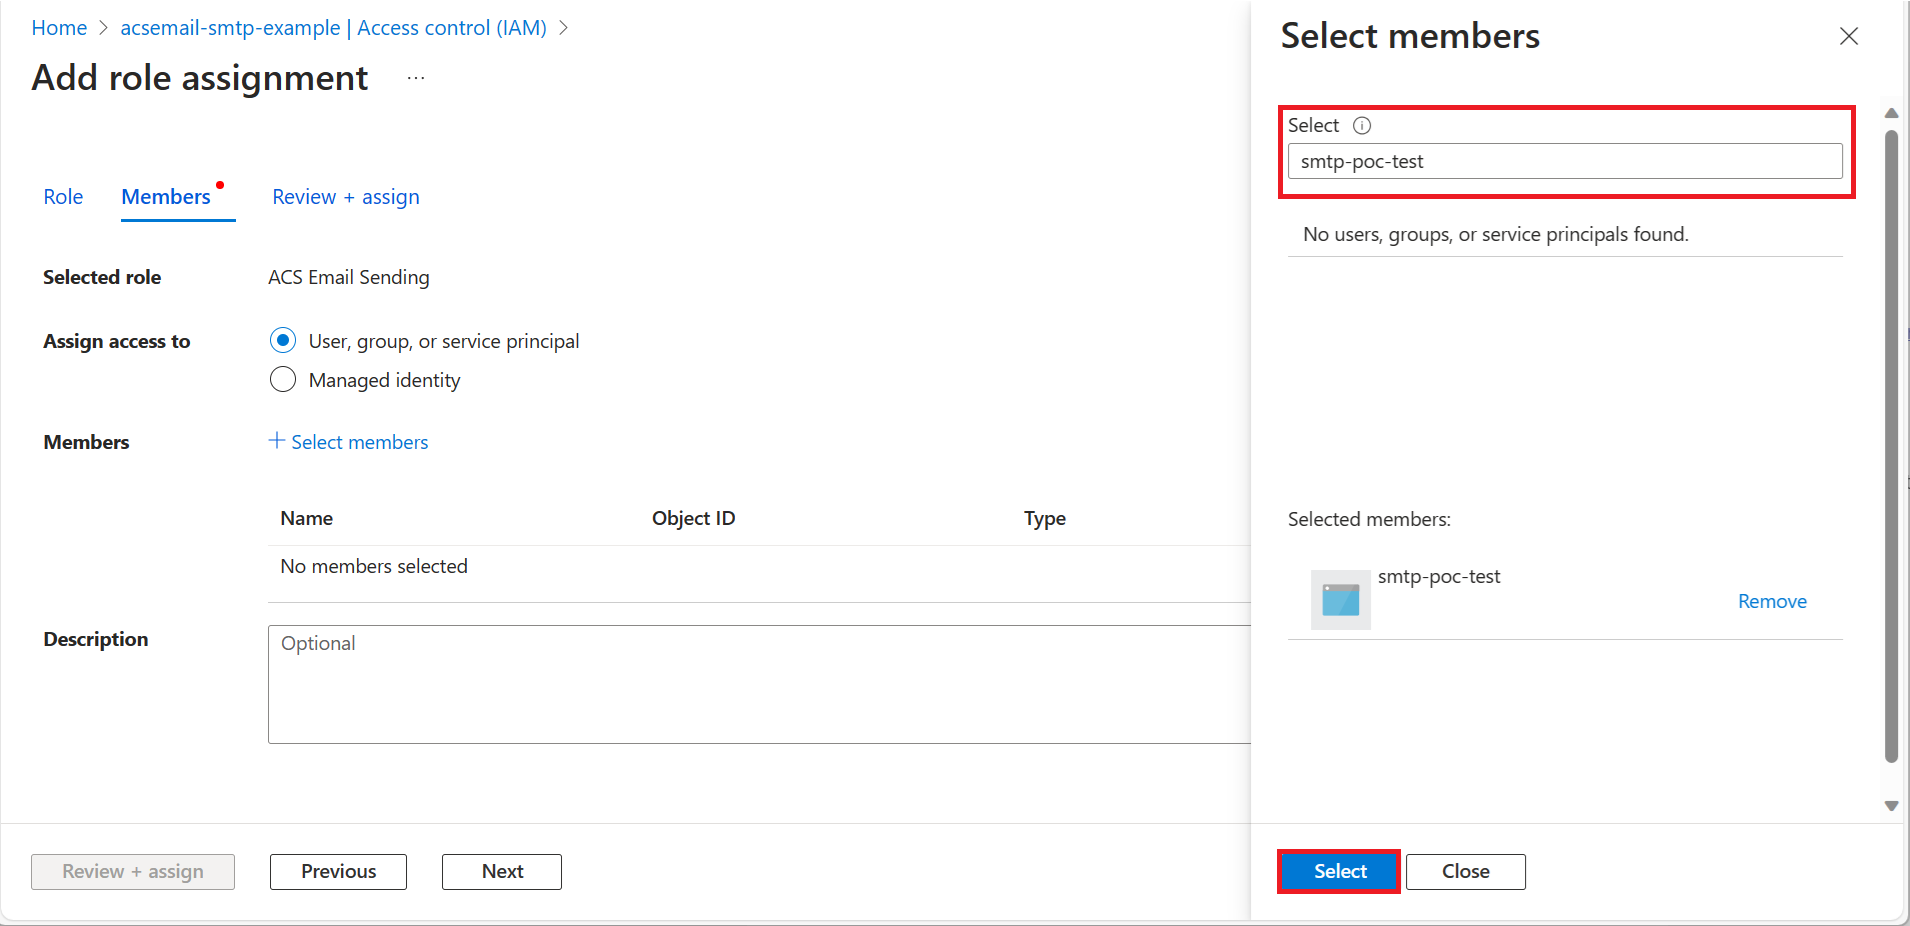 Home > acsemail-smtp-example | Access control (IAM) >
Add role assignment ...
Role Members Review + assign
Selected role ACS Email Sending
Assign access to User, group, or service principal
Managed identity
Members + Select members
Name Object ID Type
No members selected
Description Optional
Review + assign Previous Next
Select members
Select
smtp-poc-test
No users, groups, or service principals found.
Selected members:
smtp-poc-test
Remove
Select Close